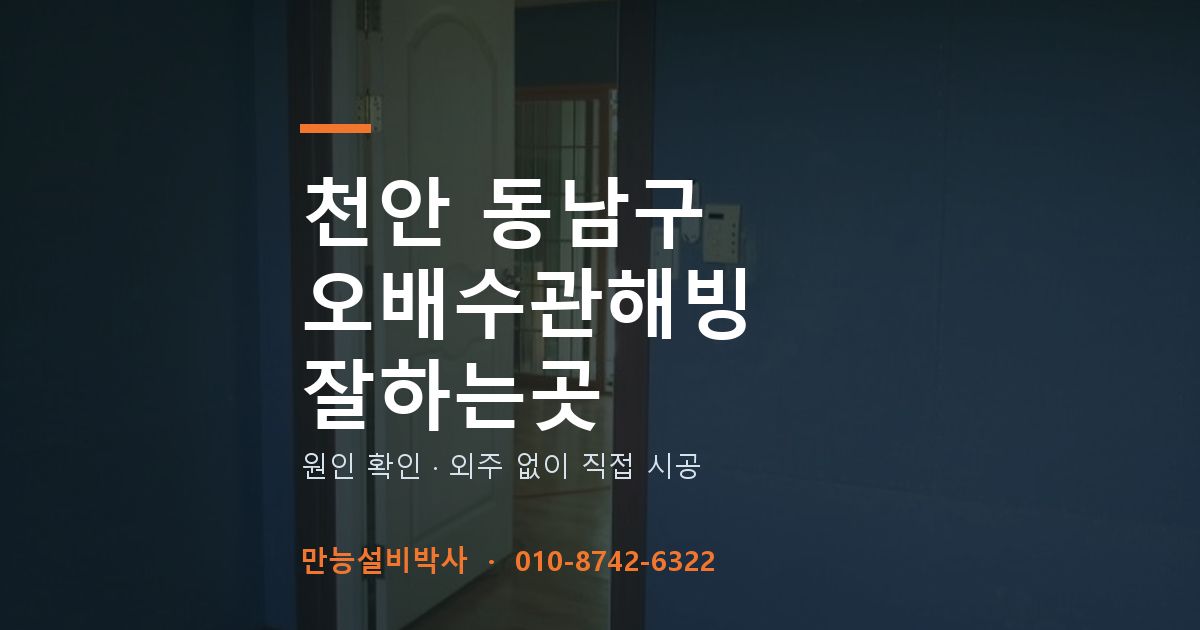 천안 동남구
오배수관해빙
잘하는곳
원인 확인 · 외주 없이 직접 시공
만능설비박사 · 010-8742-6322